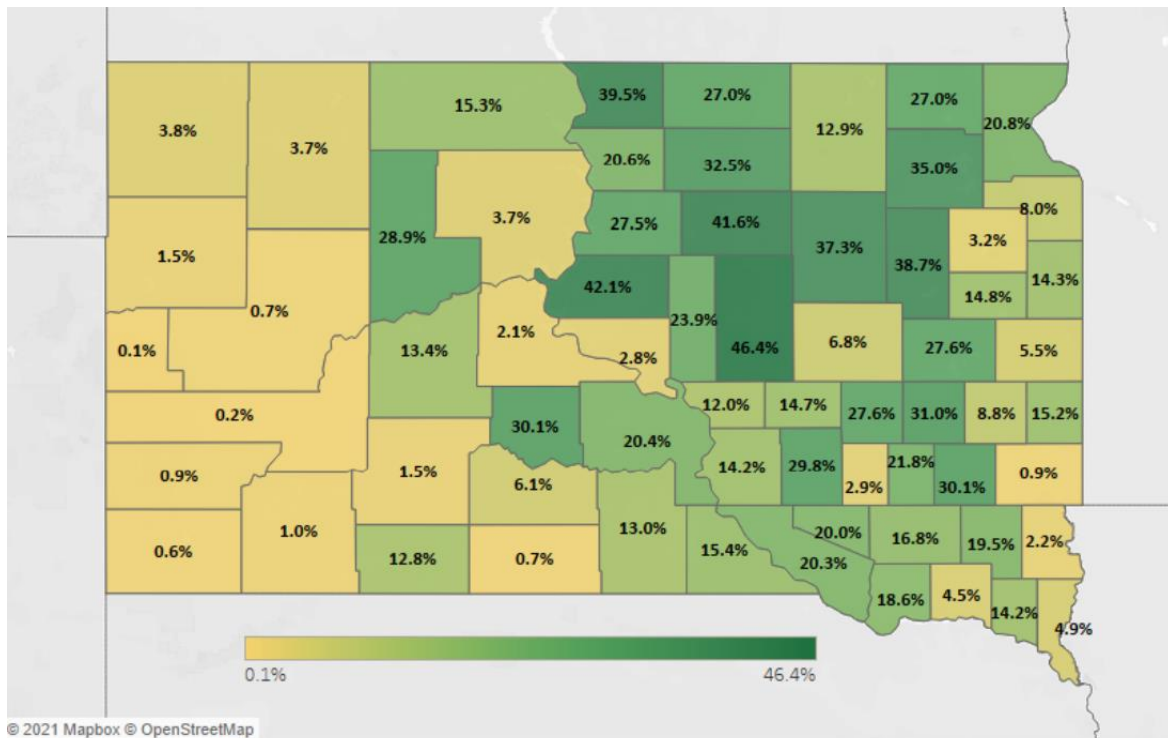 39.5% 27.0% 27.0%
15.3% 20.8%
3.8% 12.9%
3.7% 20.6% 32.5% 35.0%
8.0%
3.7% 27.5% 41.6%
28.9% 37.3% 3.2%
1.5% 38.7%
14.3%
42.1% 14.8%
0.7% 23.9%
2.1% 6.8%
0.1% 13.4% 2.8% 46.4% 27.6% 5.5%
12.0% 14.7%
0.2% 27.6% 31.0% 8.8% 15.2%
30.1%
20.4%
14.2% 29.8% 21.8%
0.9% 1.5% 0.9%
6.1% 2.9% 30.1%
1.0% 13.0% 20.0% 16.8% 19.5% 2.2%
0.6% 12.8% 0.7% 15.4%
20.3%
18.6% 4.5%
14.2%
4.9%
0.1% 46.4%
© 2021 Mapbox © OpenStreetMap